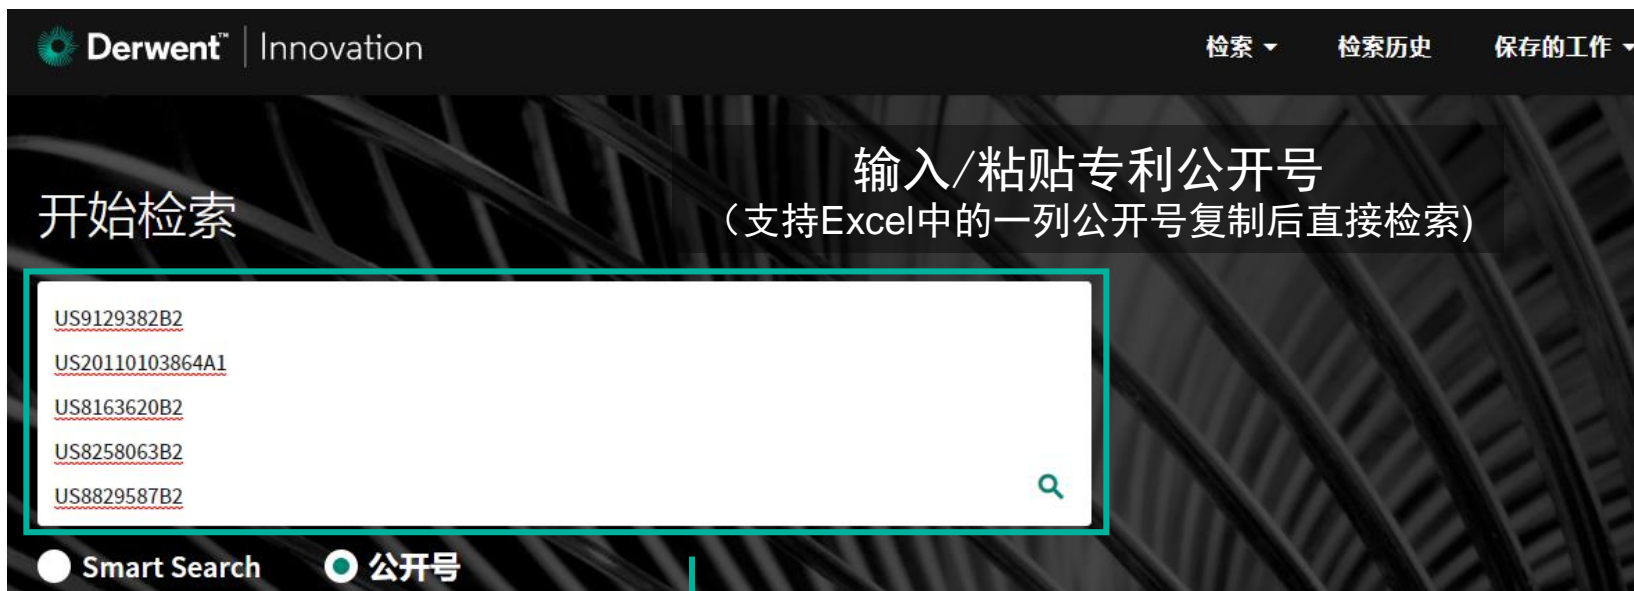 Derwent™ | Innovation
检索 检索历史 保存的工作
输入/粘贴专利公开号
(支持Excel中的一列公开号复制后直接检索)
开始检索
US9129382B2
US20110103864A1
US8163620B2
US8258063B2
US8829587B2
Smart Search 公开号